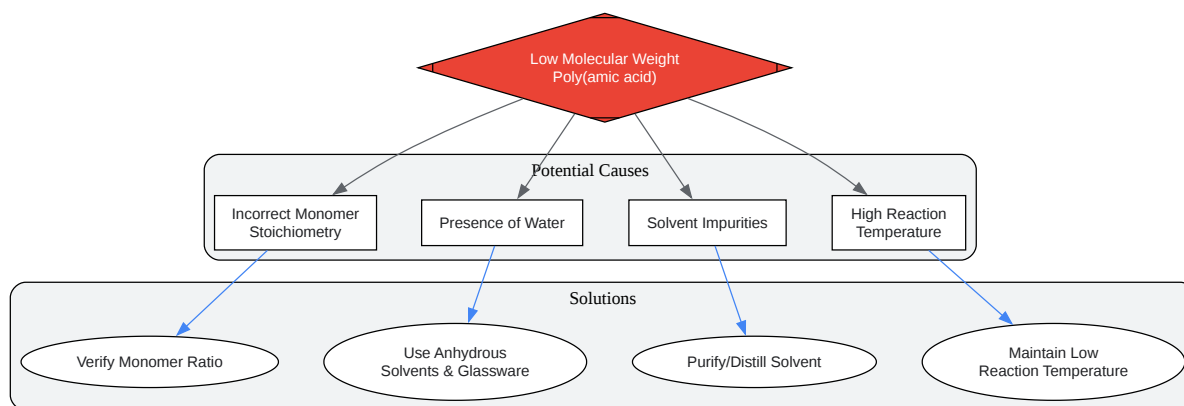 Low Molecular Weight
Poly(amic acid)
Potential Causes
Incorrect Monomer
Stoichiometry
Presence of Water
Solvent Impurities
High Reaction
Temperature
Solutions
Verify Monomer Ratio
Use Anhydrous
Solvents & Glassware
Purify/Distill Solvent
Maintain Low
Reaction Temperature